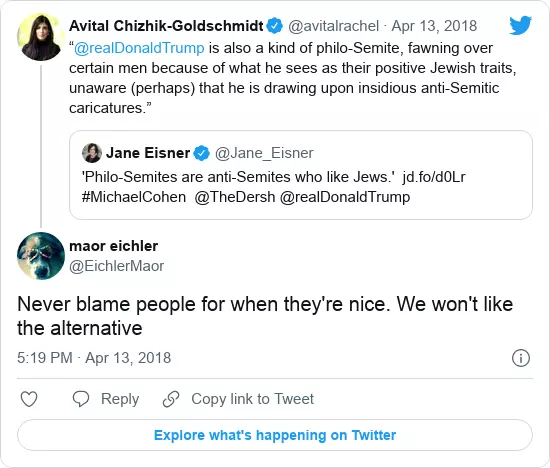 Avital Chizhik-Goldschmidt @avitalrachel · Apr 13, 2018
“@realDonaldTrump is also a kind of philo-Semite, fawning over
certain men because of what he sees as their positive Jewish traits,
unaware (perhaps) that he is drawing upon insidious anti-Semitic
caricatures.”
Jane Eisner @Jane_Eisner
'Philo-Semites are anti-Semites who like Jews.' jd.fo/d0Lr
#MichaelCohen @TheDersh @realDonaldTrump
maor eichler
@EichlerMaor
Never blame people for when they're nice. We won't like
the alternative
5:19 PM · Apr 13, 2018
Reply
Copy link to Tweet
Explore what's happening on Twitter